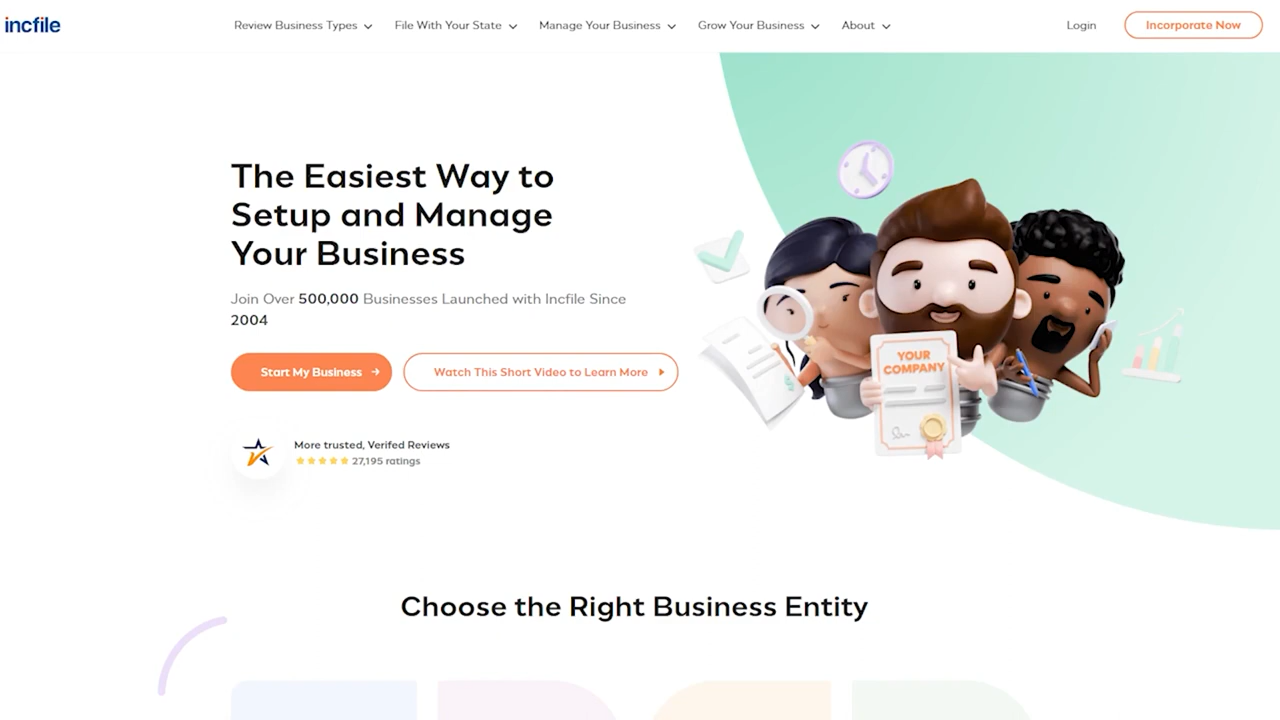 incfile
Review Business Types
File With Your State
Manage Your Business
Grow Your Business
About
Login
Incorporate Now
The Easiest Way to
Setup and Manage
Your Business
Join Over 500,000 Businesses Launched with Incfile Since
2004
Start My Business
Watch This Short Video to Learn More
More trusted, Verifed Reviews
27,195 ratings
YOUR
COMPANY
Choose the Right Business Entity